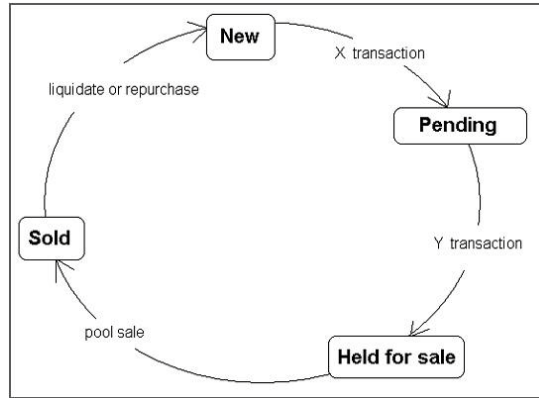 New
X transaction
Pending
Y transaction
Held for sale
pool sale
Sold
liquidate or repurchase